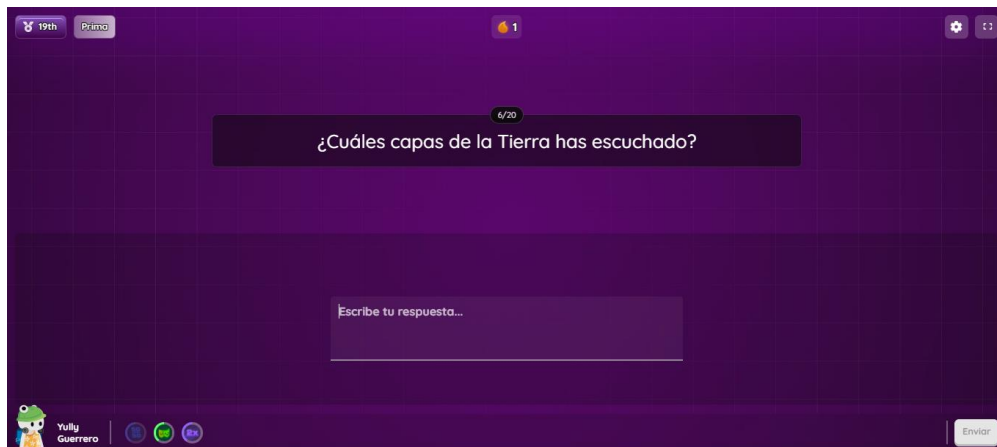 19th
Prima
1
6/20
¿Cuáles capas de la Tierra has escuchado?
Escribe tu respuesta...
Yully
Guerrero
Enviar